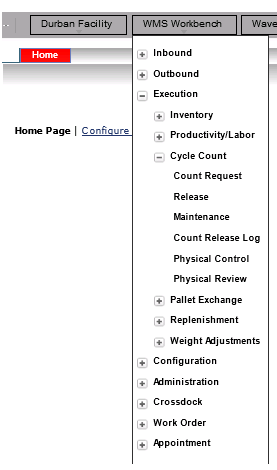 .. Durban Facility WMS Workbench Wave
Home
Home Page | Configure
Inbound
Outbound
Execution
Inventory
Productivity/Labor
Cycle Count
Count Request
Release
Maintenance
Count Release Log
Physical Control
Physical Review
Pallet Exchange
Replenishment
Weight Adjustments
Configuration
Administration
Crossdock
Work Order
Appointment